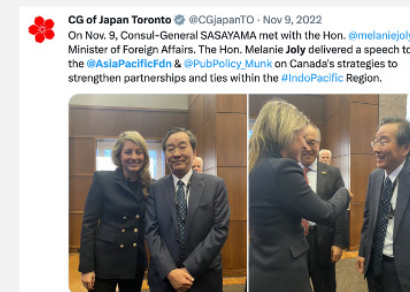 CG of Japan Toronto @CGJapanTO · Nov 9, 2022
On Nov. 9, Consul-General SASAYAMA met with the Hon. @melaniejoly
Minister of Foreign Affairs. The Hon. Melanie Joly delivered a speech to
the @AsiaPacificFdn & @PubPolicy_Munk on Canada's strategies to
strengthen partnerships and ties within the #IndoPacific Region.